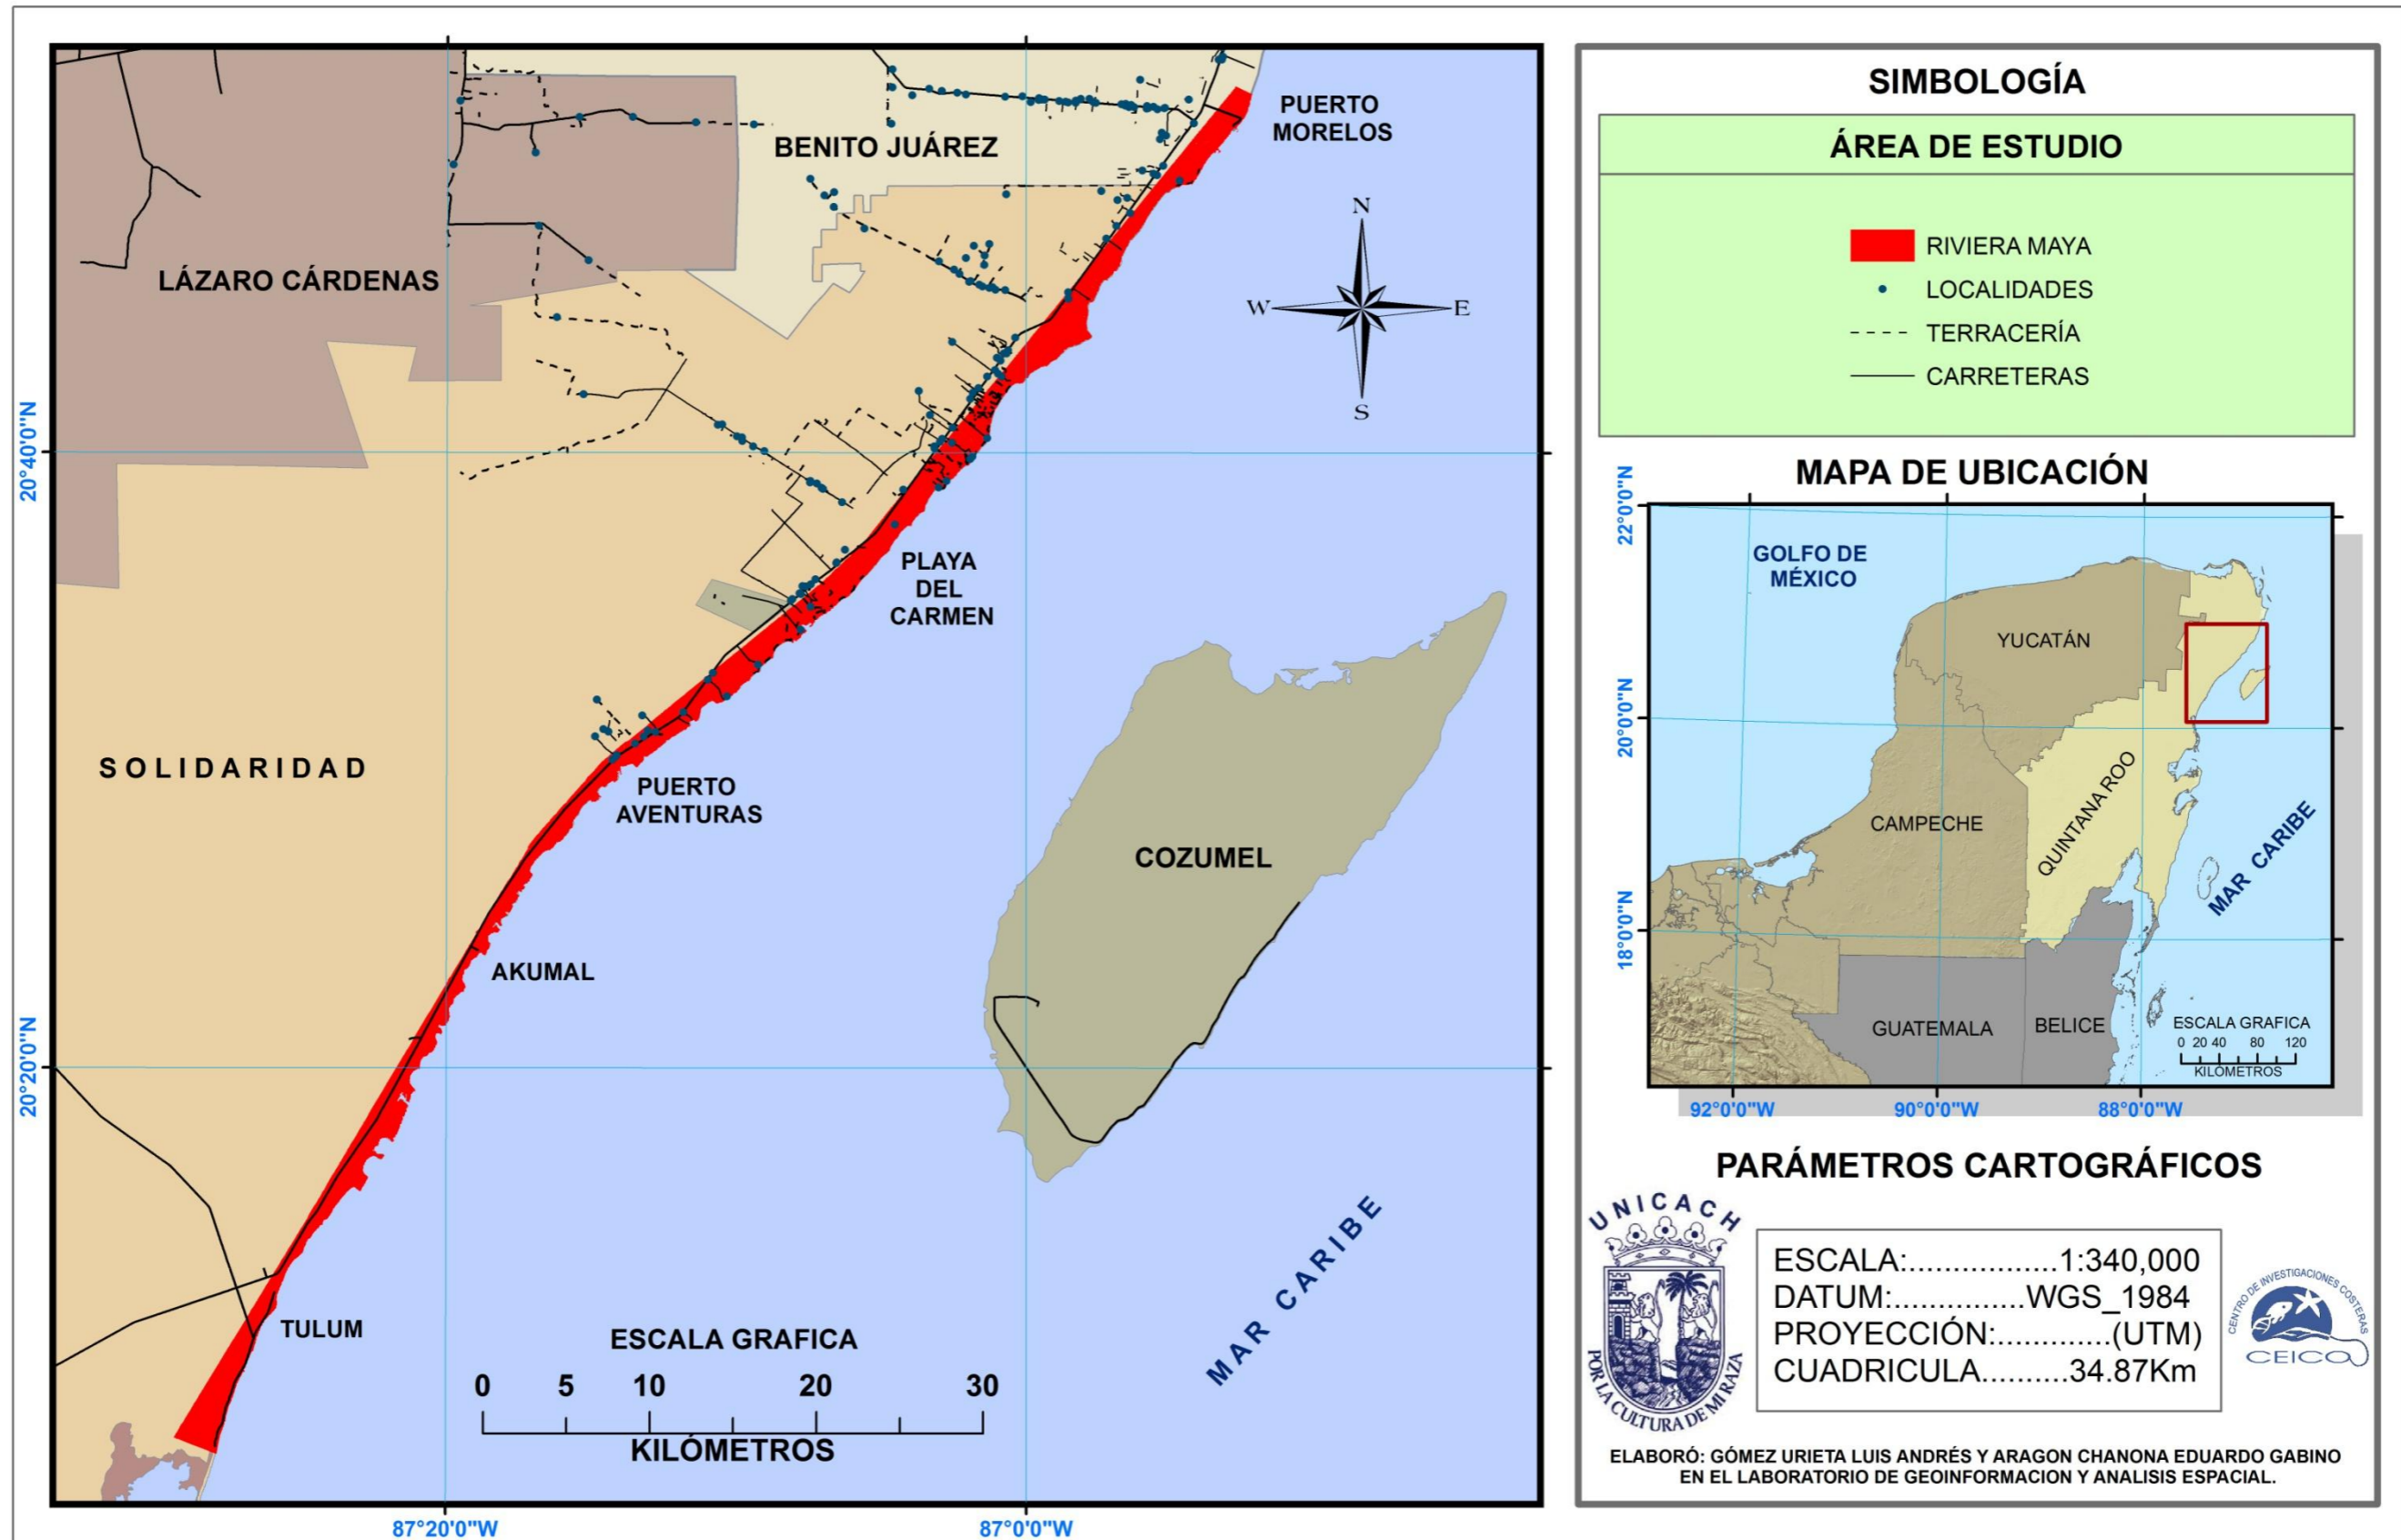 PUERTO
MORELOS
BENITO JUÁREZ
LÁZARO CÁRDENAS
N
W
E
S
20°40'0"N
PLAYA
DEL
CARMEN
SOLIDARIDAD
PUERTO
AVENTURAS
COZUMEL
AKUMAL
20°20'0"N
MAR CARIBE
TULUM
ESCALA GRAFICA
0 5 10 20 30
KILÓMETROS
87°20'0"W
87°0'0"W
SIMBOLOGÍA
ÁREA DE ESTUDIO
RIVIERA MAYA
LOCALIDADES
TERRACERÍA
CARRETERAS
MAPA DE UBICACIÓN
22°0'0"N
GOLFO DE
MÉXICO
YUCATÁN
20°0'0"N
CAMPECHE
QUINTANA ROO
MAR CARIBE
18°0'0"N
GUATEMALA
BELICE
ESCALA GRAFICA
0 20 40 80 120
KILÓMETROS
92°0'0"W
90°0'0"W
88°0'0"W
PARÁMETROS CARTOGRÁFICOS
UNICACH
POR LA CULTURA DE MI RAZA
ESCALA:.................1:340,000
DATUM:...............WGS_1984
PROYECCIÓN:.............(UTM)
CUADRICULA..........34.87Km
CENTRO DE INVESTIGACIONES COSTERAS
CEICO
ELABORÓ: GÓMEZ URIETA LUIS ANDRÉS Y ARAGON CHANONA EDUARDO GABINO
EN EL LABORATORIO DE GEOINFORMACION Y ANALISIS ESPACIAL.